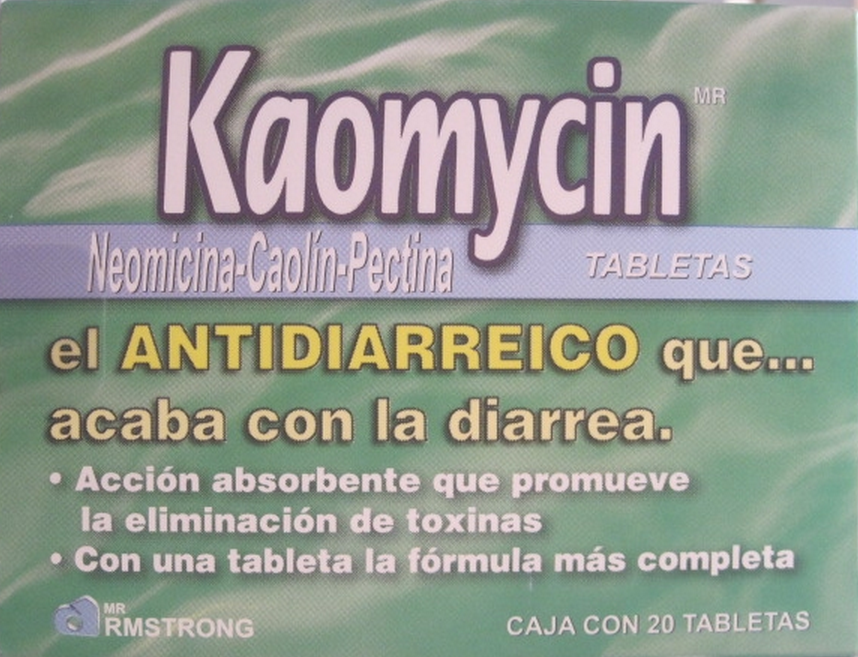 Kaomycin MR
Neomicina-Caolín-Pectina TABLETAS
el ANTIDIARREICO que...
acaba con la diarrea.
• Acción absorbente que promueve
la eliminación de toxinas
• Con una tableta la fórmula más completa
MR
RMSTRONG CAJA CON 20 TABLETAS